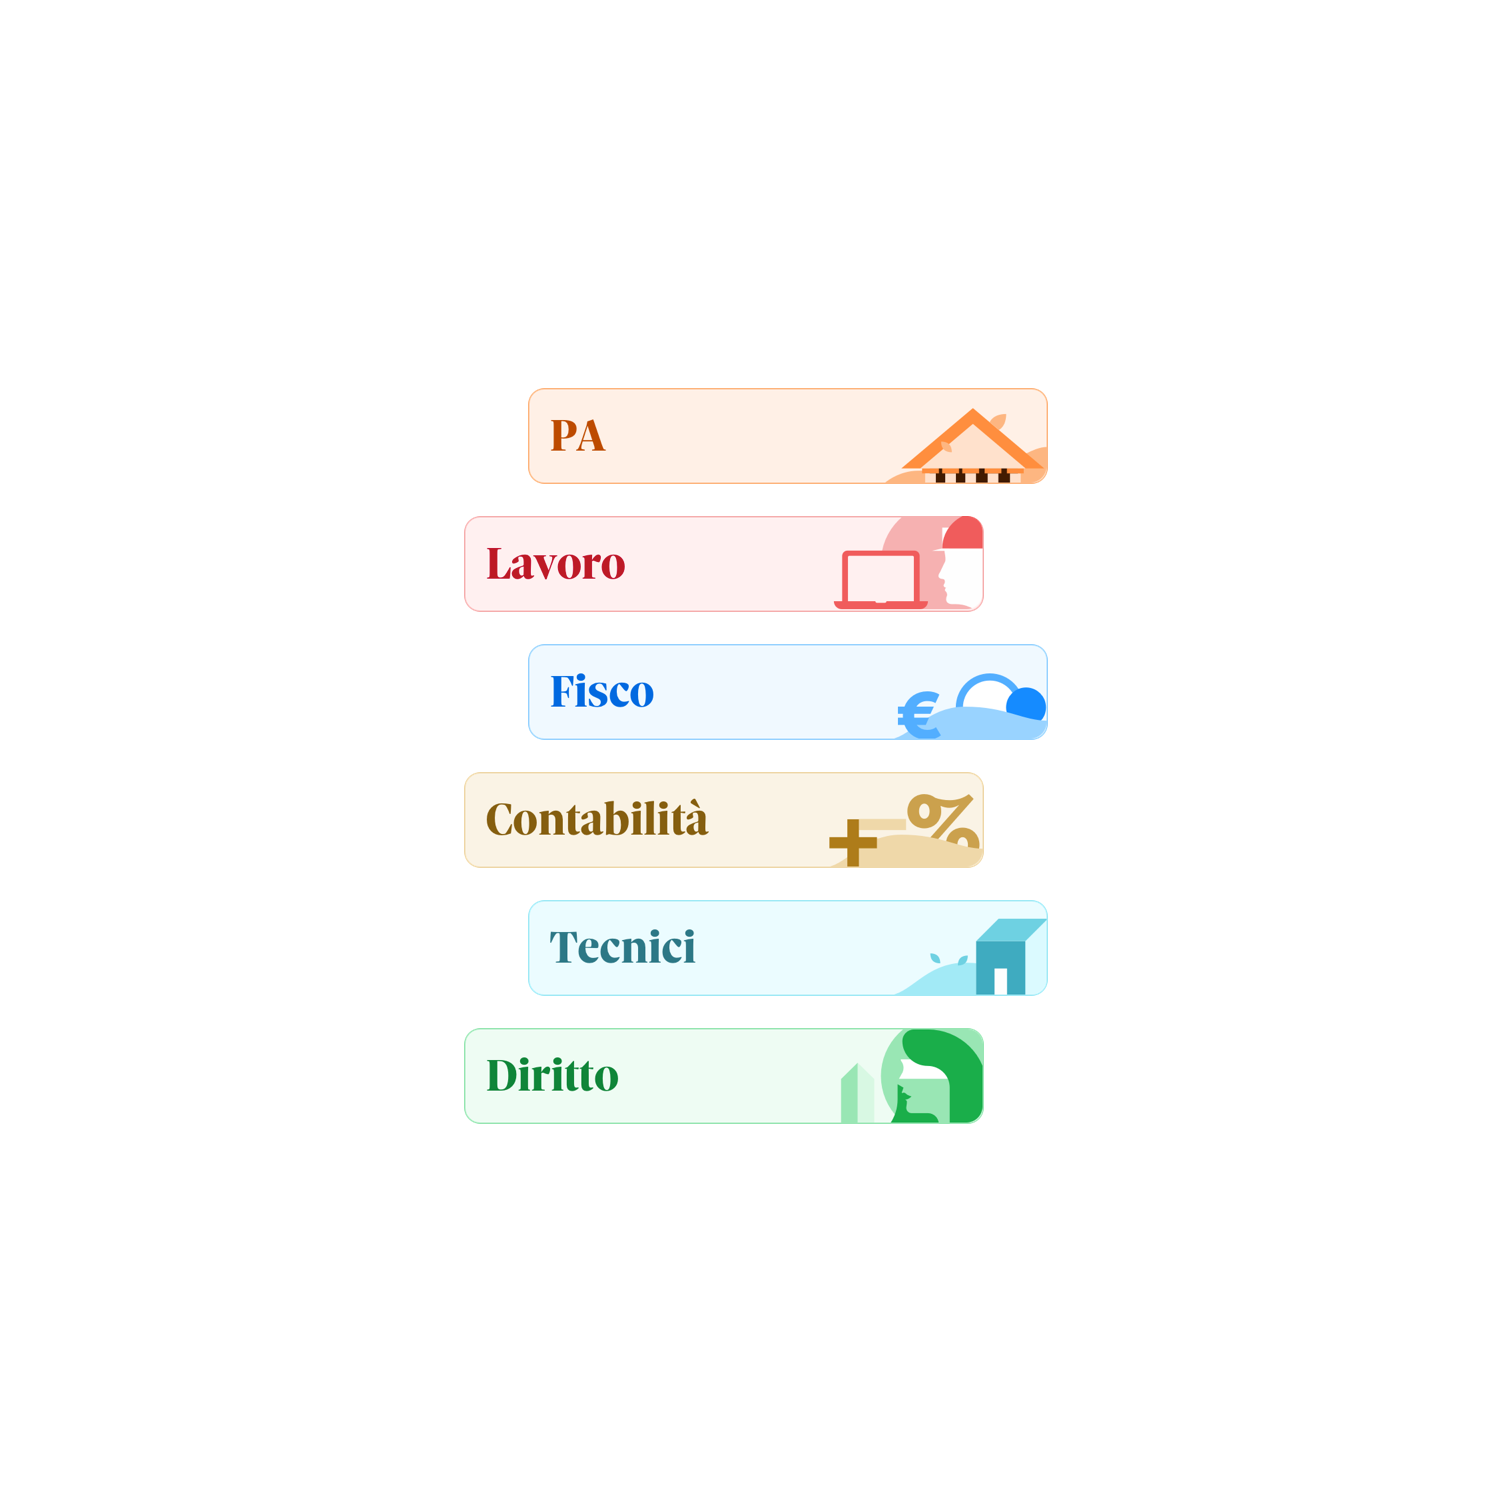 PA
Lavoro
Fisco
€
Contabilità
+ − %
Tecnici
Diritto